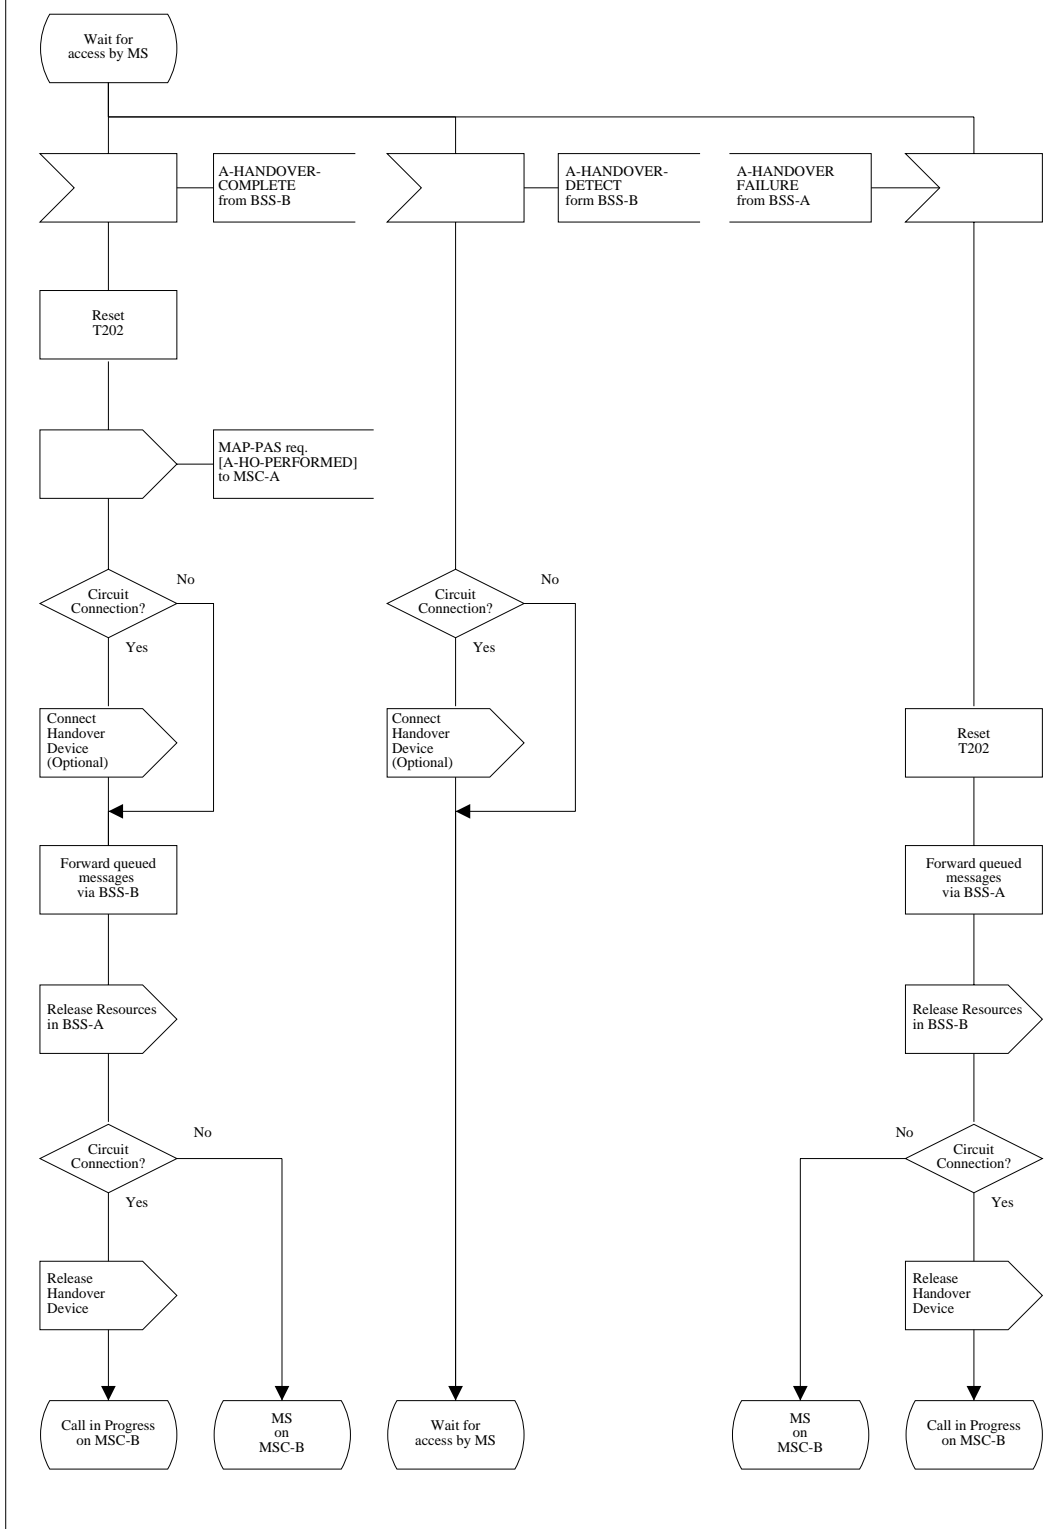 Wait for
access by MS
A-HANDOVER-
COMPLETE
from BSS-B
A-HANDOVER-
DETECT
form BSS-B
A-HANDOVER
FAILURE
from BSS-A
Reset
T202
MAP-PAS req.
[A-HO-PERFORMED]
to MSC-A
Circuit
Connection?
No
Yes
Circuit
Connection?
No
Yes
Connect
Handover
Device
(Optional)
Connect
Handover
Device
(Optional)
Reset
T202
Forward queued
messages
via BSS-B
Forward queued
messages
via BSS-A
Release Resources
in BSS-A
Release Resources
in BSS-B
Circuit
Connection?
No
Yes
No
Circuit
Connection?
Yes
Release
Handover
Device
Release
Handover
Device
Call in Progress
on MSC-B
MS
on
MSC-B
Wait for
access by MS
MS
on
MSC-B
Call in Progress
on MSC-B